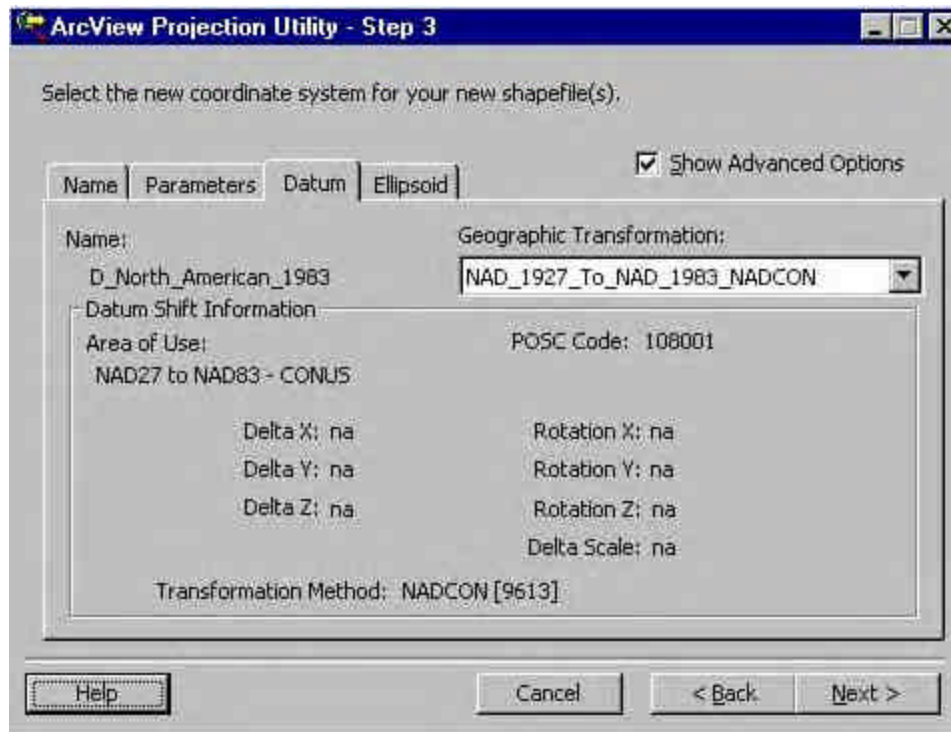 ArcView Projection Utility - Step 3
Select the new coordinate system for your new shapefile(s).
Show Advanced Options
Name Parameters Datum Ellipsoid
Name:
D_North_American_1983
Geographic Transformation:
NAD_1927_To_NAD_1983_NADCON
Datum Shift Information
Area of Use:
NAD27 to NAD83 - CONUS
POSC Code: 108001
Delta X: na
Delta Y: na
Delta Z: na
Rotation X: na
Rotation Y: na
Rotation Z: na
Delta Scale: na
Transformation Method: NADCON [9613]
Help Cancel < Back Next >